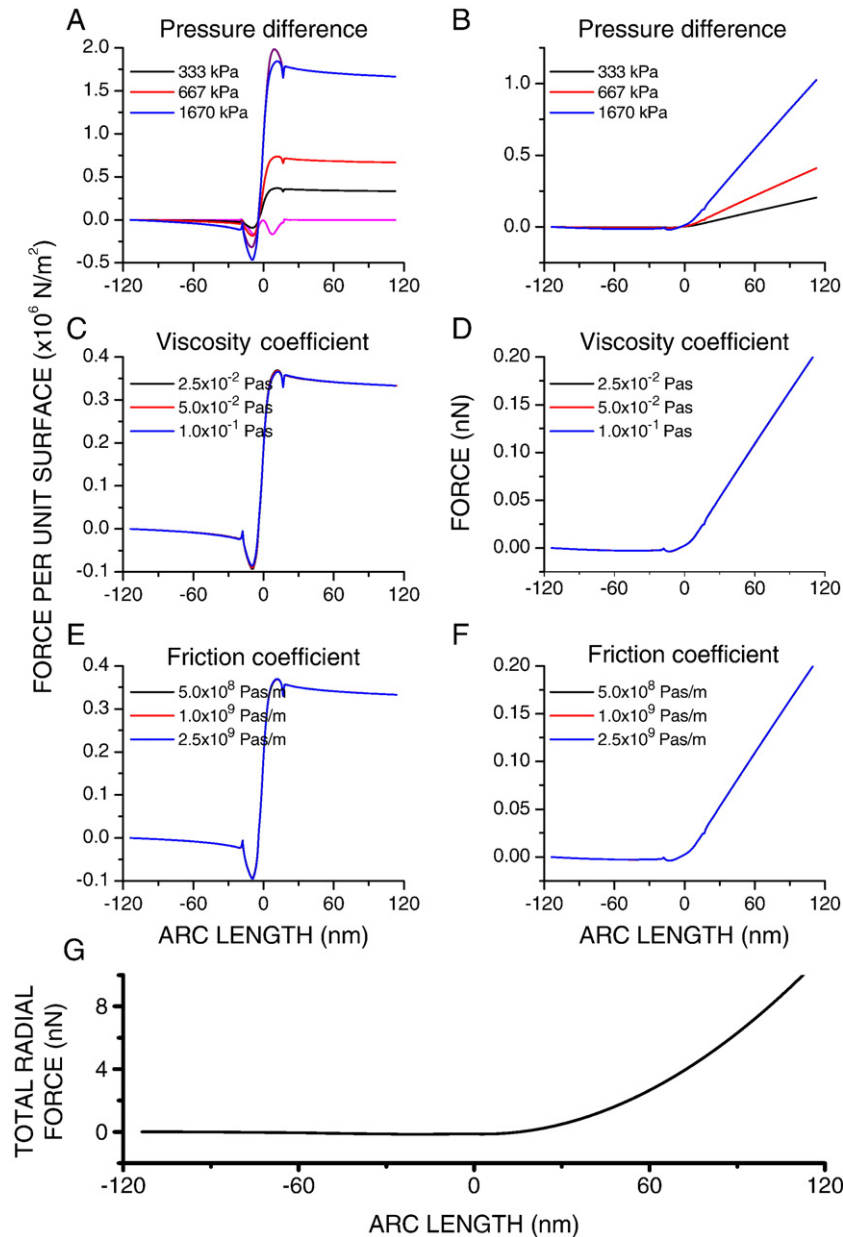 A
Pressure difference
2.0
1.5
1.0
0.5
0.0
-0.5
333 kPa
667 kPa
1670 kPa
-120 -60 0 60 120
B
Pressure difference
1.0
0.5
0.0
333 kPa
667 kPa
1670 kPa
-120 -60 0 60 120
FORCE PER UNIT SURFACE (x10⁶ N/m²)
C
Viscosity coefficient
0.4
0.3
0.2
0.1
0.0
-0.1
2.5x10⁻² Pas
5.0x10⁻² Pas
1.0x10⁻¹ Pas
-120 -60 0 60 120
D
Viscosity coefficient
FORCE (nN)
0.20
0.15
0.10
0.05
0.00
2.5x10⁻² Pas
5.0x10⁻² Pas
1.0x10⁻¹ Pas
-120 -60 0 60 120
E
Friction coefficient
0.4
0.3
0.2
0.1
0.0
-0.1
5.0x10⁸ Pas/m
1.0x10⁹ Pas/m
2.5x10⁹ Pas/m
-120 -60 0 60 120
ARC LENGTH (nm)
F
Friction coefficient
0.20
0.15
0.10
0.05
0.00
5.0x10⁸ Pas/m
1.0x10⁹ Pas/m
2.5x10⁹ Pas/m
-120 -60 0 60 120
ARC LENGTH (nm)
G
TOTAL RADIAL
FORCE (nN)
8
4
0
-120 -60 0 60 120
ARC LENGTH (nm)